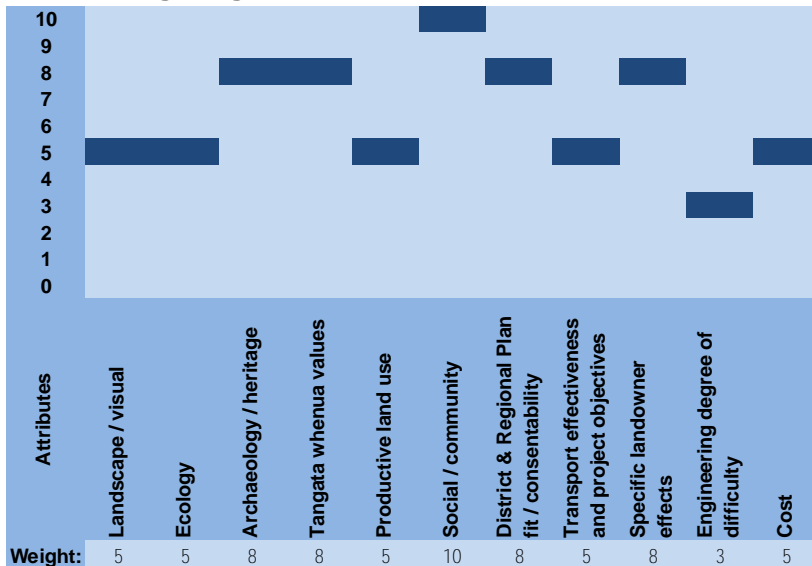 10
9
8
7
6
5
4
3
2
1
0
Attributes
Landscape / visual
Ecology
Archaeology / heritage
Tangata whenua values
Productive land use
Social / community
District & Regional Plan
fit / consentability
Transport effectiveness
and project objectives
Specific landowner
effects
Engineering degree of
difficulty
Cost
Weight: 5 5 8 8 5 10 8 5 8 3 5